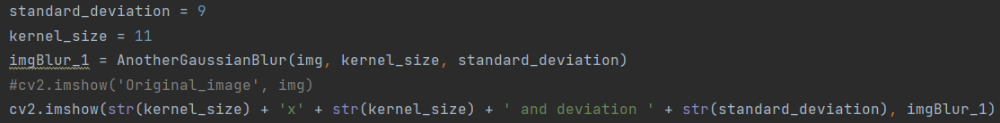 standard_deviation = 9
kernel_size = 11
imgBlur_1 = AnotherGaussianBlur(img, kernel_size, standard_deviation)
#cv2.imshow('Original_image', img)
cv2.imshow(str(kernel_size) + 'x' + str(kernel_size) + ' and deviation ' + str(standard_deviation), imgBlur_1)